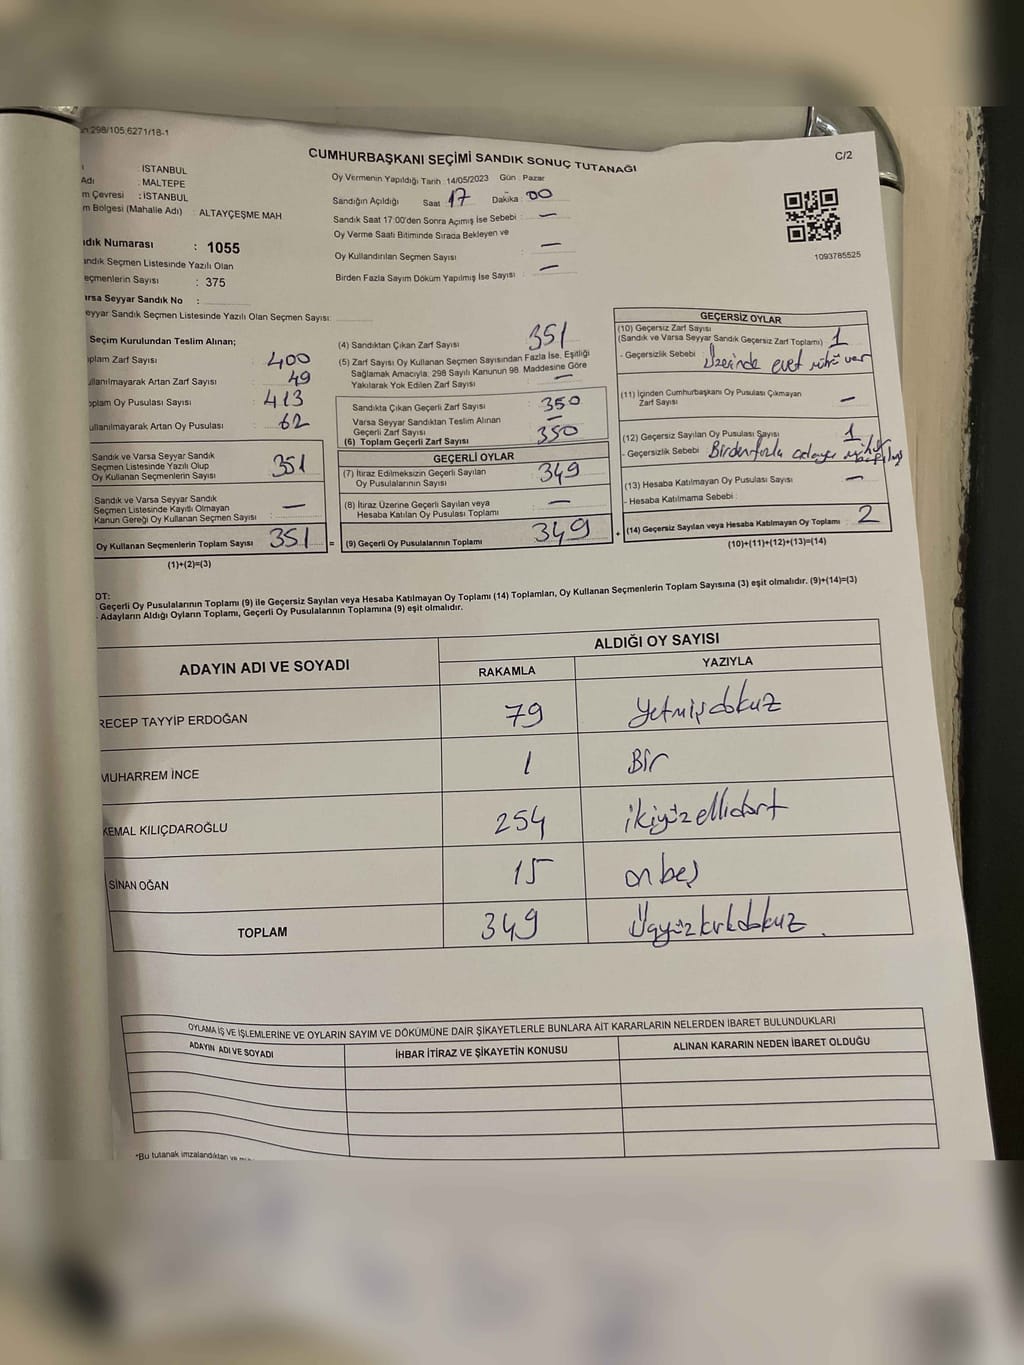 298/105,6271/18-1
C/2
CUMHURBAŞKANI SEÇİMİ SANDIK SONUÇ TUTANAĞI
: İSTANBUL
Adı : MALTEPE
m Çevresi : İSTANBUL
m Bölgesi (Mahalle Adı) : ALTAYÇEŞME MAH
ndık Numarası : 1055
andık Seçmen Listesinde Yazılı Olan
eçmenlerin Sayısı : 375
arsa Seyyar Sandık No :
eyyar Sandık Seçmen Listesinde Yazılı Olan Seçmen Sayısı:
Oy Vermenin Yapıldığı Tarih : 14/05/2023 Gün : Pazar
Sandığın Açıldığı Saat : 17 Dakika : 00
Sandık Saat 17:00'den Sonra Açımış İse Sebebi : —
Oy Verme Saati Bitiminde Sırada Bekleyen ve
Oy Kullandırılan Seçmen Sayısı : —
Birden Fazla Sayım Döküm Yapılmış İse Sayısı : —
1093785525
Seçim Kurulundan Teslim Alınan;
oplam Zarf Sayısı : 400
ullanılmayarak Artan Zarf Sayısı : 49
oplam Oy Pusulası Sayısı : 413
ullanılmayarak Artan Oy Pusulası : 62
Sandık ve Varsa Seyyar Sandık
Seçmen Listesinde Yazılı Olup
Oy Kullanan Seçmenlerin Sayısı 351
Sandık ve Varsa Seyyar Sandık
Seçmen Listesinde Kayıtlı Olmayan
Kanun Gereği Oy Kullanan Seçmen Sayısı : —
Oy Kullanan Seçmenlerin Toplam Sayısı 351 =
(1)+(2)=(3)
(4) Sandıktan Çıkan Zarf Sayısı : 351
(5) Zarf Sayısı Oy Kullanan Seçmen Sayısından Fazla İse, Eşitliği
Sağlamak Amacıyla; 298 Sayılı Kanunun 98. Maddesine Göre
Yakılarak Yok Edilen Zarf Sayısı : —
Sandıkta Çıkan Geçerli Zarf Sayısı : 350
Varsa Seyyar Sandıktan Teslim Alınan
Geçerli Zarf Sayısı : —
(6) Toplam Geçerli Zarf Sayısı : 350
GEÇERLİ OYLAR
(7) İtiraz Edilmeksizin Geçerli Sayılan
Oy Pusulalarının Sayısı : 349
(8) İtiraz Üzerine Geçerli Sayılan veya
Hesaba Katılan Oy Pusulası Toplamı : —
(9) Geçerli Oy Pusulalarının Toplamı : 349 +
GEÇERSİZ OYLAR
(10) Geçersiz Zarf Sayısı
(Sandık ve Varsa Seyyar Sandık Geçersiz Zarf Toplamı) : 1
- Geçersizlik Sebebi : Üzerinde evet mührü var
(11) İçinden Cumhurbaşkanı Oy Pusulası Çıkmayan
Zarf Sayısı : —
(12) Geçersiz Sayılan Oy Pusulası Sayısı : 1
- Geçersizlik Sebebi : Birden fazla adaya mühür
(13) Hesaba Katılmayan Oy Pusulası Sayısı : —
- Hesaba Katılmama Sebebi :
(14) Geçersiz Sayılan veya Hesaba Katılmayan Oy Toplamı : 2
(10)+(11)+(12)+(13)=(14)
OT:
Geçerli Oy Pusulalarının Toplamı (9) ile Geçersiz Sayılan veya Hesaba Katılmayan Oy Toplamı (14) Toplamları, Oy Kullanan Seçmenlerin Toplam Sayısına (3) eşit olmalıdır. (9)+(14)=(3)
- Adayların Aldığı Oyların Toplamı, Geçerli Oy Pusulalarının Toplamına (9) eşit olmalıdır.
ADAYIN ADI VE SOYADI ALDIĞI OY SAYISI
RAKAMLA YAZIYLA
RECEP TAYYİP ERDOĞAN 79 Yetmişdokuz
MUHARREM İNCE 1 Bir
KEMAL KILIÇDAROĞLU 254 ikiyüzellidört
SİNAN OĞAN 15 onbeş
TOPLAM 349 Üçyüzkırkdokuz.
OYLAMA İŞ VE İŞLEMLERİNE VE OYLARIN SAYIM VE DÖKÜMÜNE DAİR ŞİKAYETLERLE BUNLARA AİT KARARLARIN NELERDEN İBARET BULUNDUKLARI
ADAYIN ADI VE SOYADI İHBAR İTİRAZ VE ŞİKAYETİN KONUSU ALINAN KARARIN NEDEN İBARET OLDUĞU
*Bu tutanak imzalandıktan ve